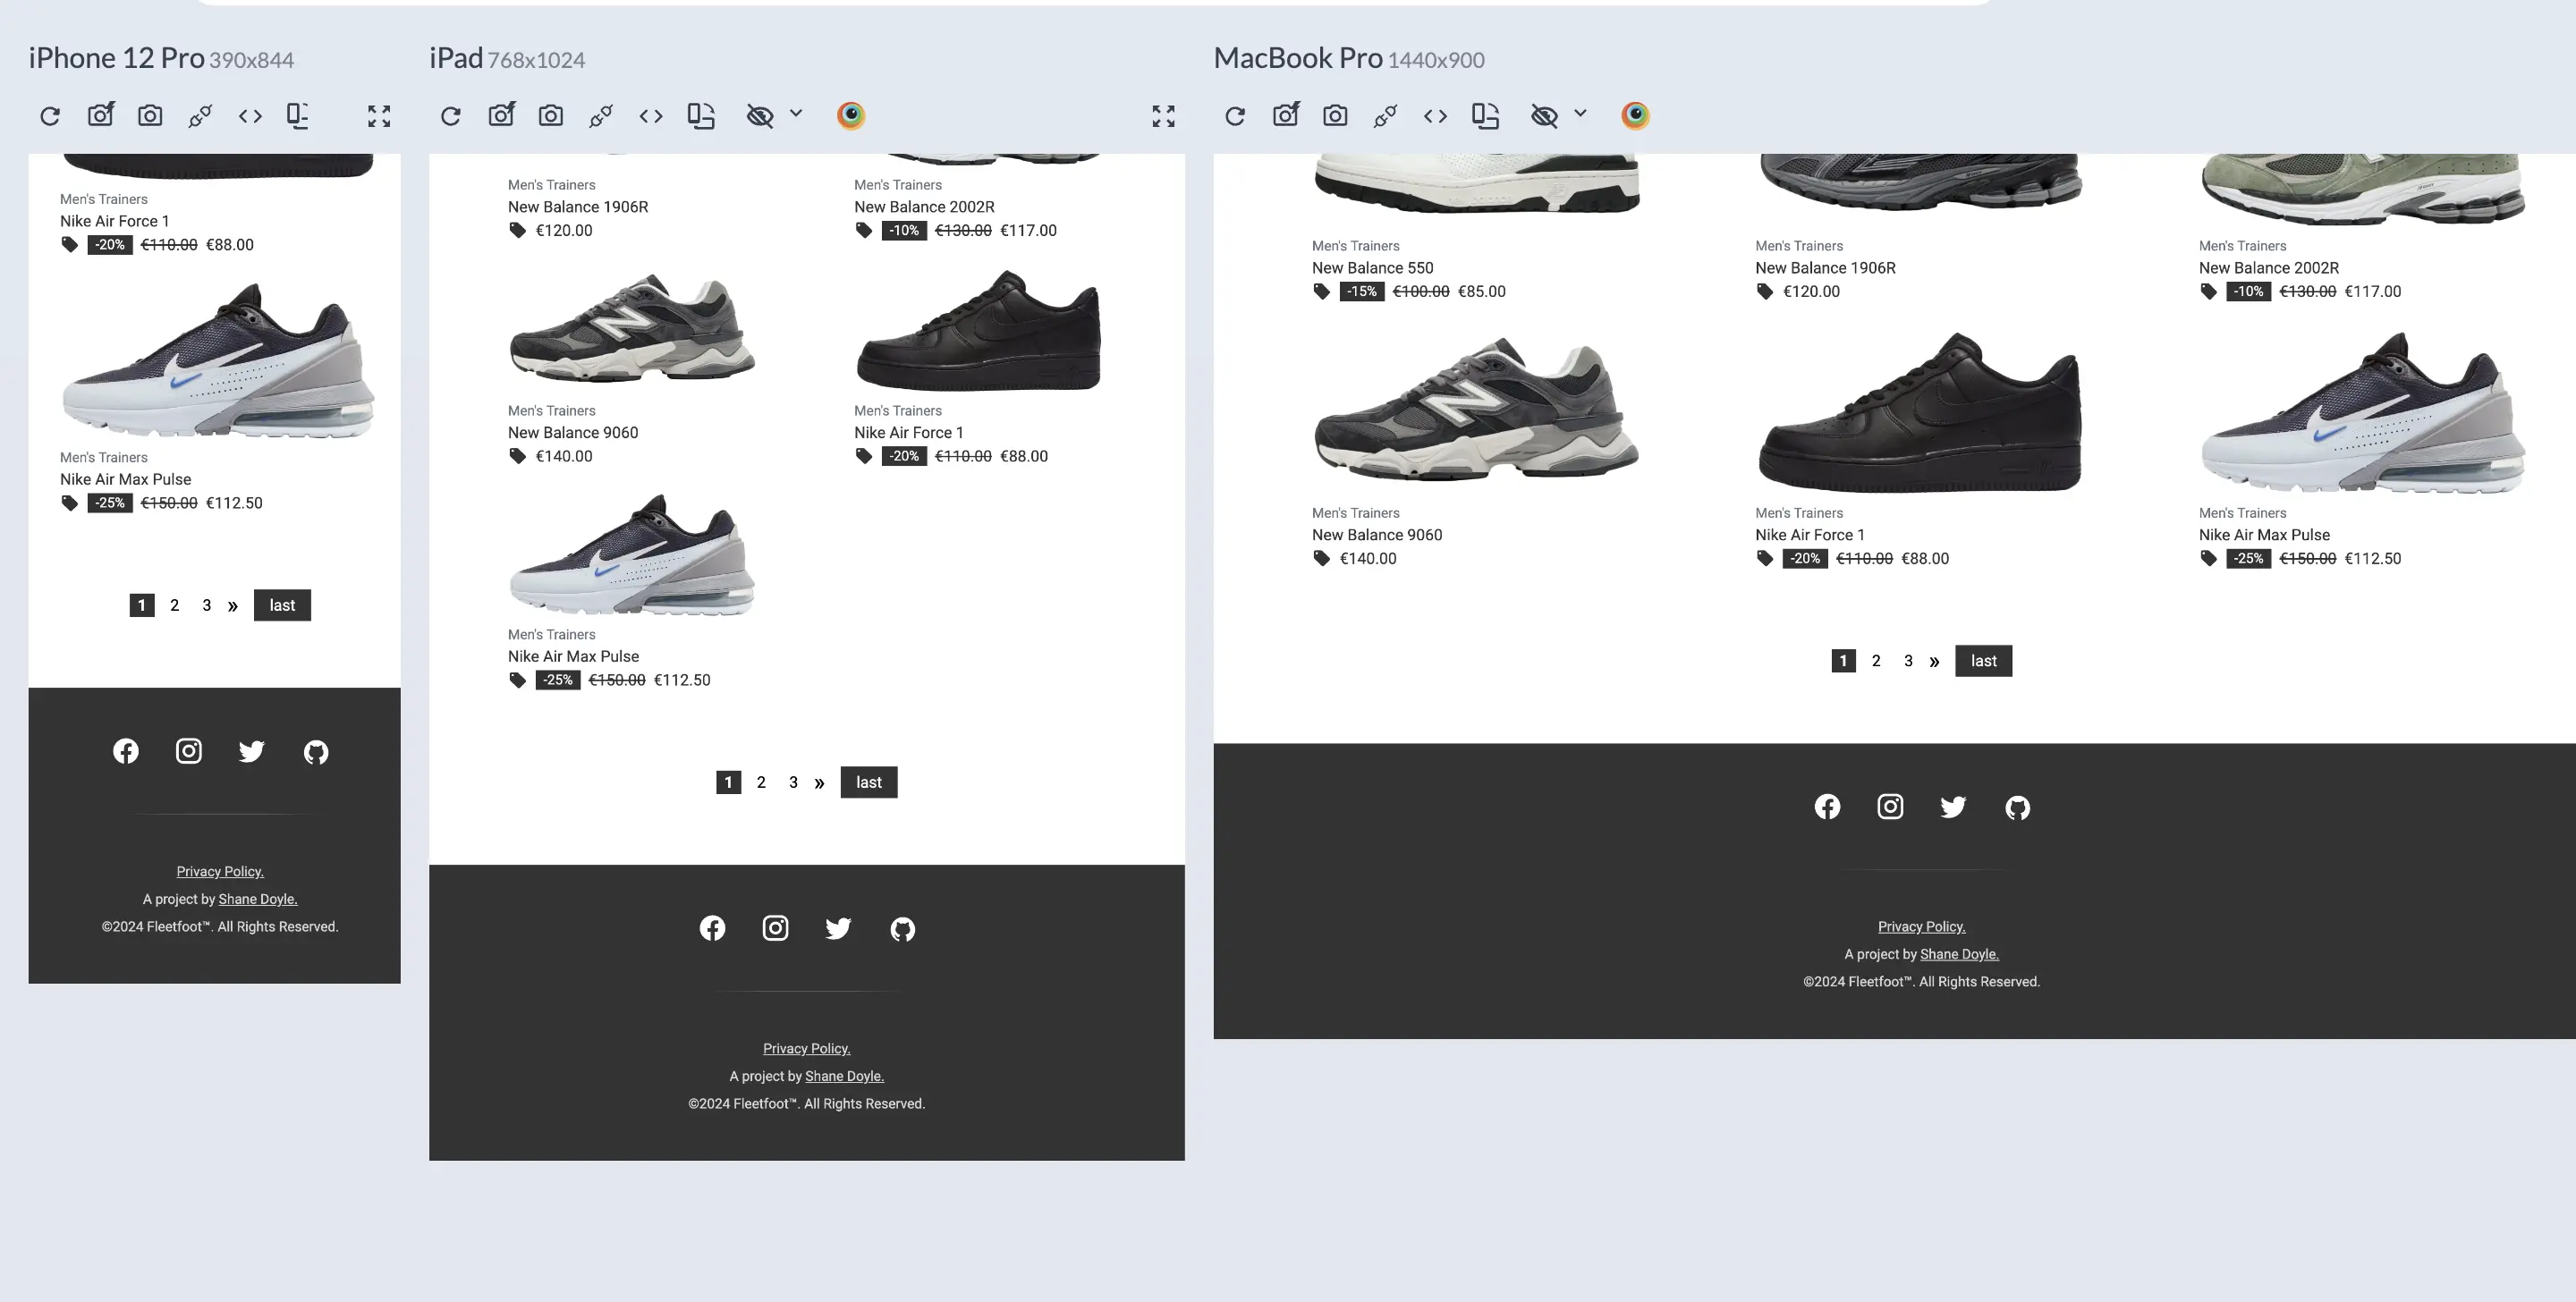 iPhone 12 Pro 390x844
Men's Trainers
Nike Air Force 1
-20% €110.00 €88.00
Men's Trainers
Nike Air Max Pulse
-25% €150.00 €112.50
1 2 3 » last
Privacy Policy.
A project by Shane Doyle.
©2024 Fleetfoot™. All Rights Reserved.
iPad 768x1024
Men's Trainers
New Balance 1906R
€120.00
Men's Trainers
New Balance 2002R
-10% €130.00 €117.00
Men's Trainers
New Balance 9060
€140.00
Men's Trainers
Nike Air Force 1
-20% €110.00 €88.00
Men's Trainers
Nike Air Max Pulse
-25% €150.00 €112.50
1 2 3 » last
Privacy Policy.
A project by Shane Doyle.
©2024 Fleetfoot™. All Rights Reserved.
MacBook Pro 1440x900
Men's Trainers
New Balance 550
-15% €100.00 €85.00
Men's Trainers
New Balance 1906R
€120.00
Men's Trainers
New Balance 2002R
-10% €130.00 €117.00
Men's Trainers
New Balance 9060
€140.00
Men's Trainers
Nike Air Force 1
-20% €110.00 €88.00
Men's Trainers
Nike Air Max Pulse
-25% €150.00 €112.50
1 2 3 » last
Privacy Policy.
A project by Shane Doyle.
©2024 Fleetfoot™. All Rights Reserved.